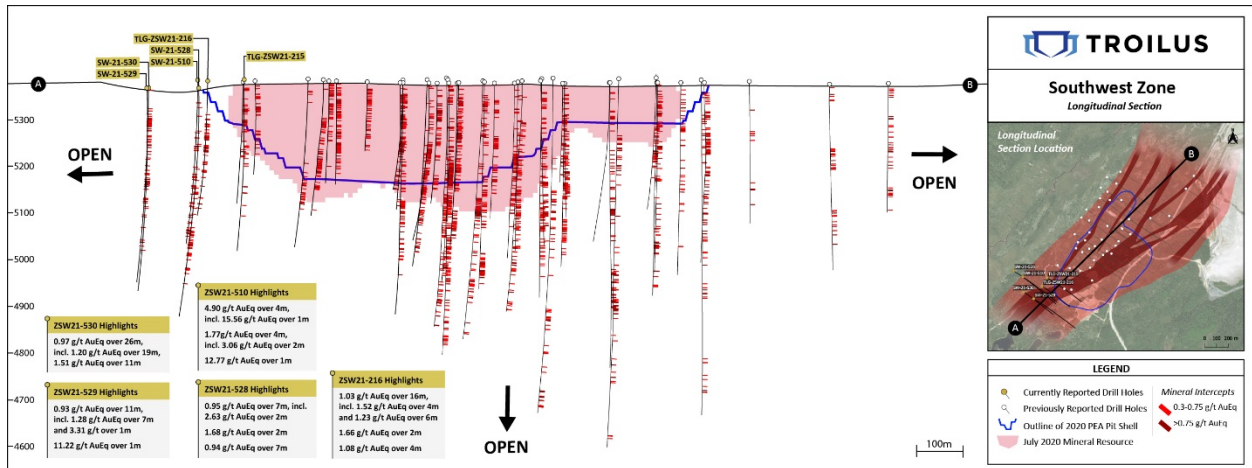 TLG-ZSW21-216
SW-21-528
SW-21-510
SW-21-530
SW-21-529
TLG-ZSW21-215
A
B
5300
5200
5100
5000
4900
4800
4700
4600
OPEN
OPEN
OPEN
100m
ZSW21-530 Highlights
0.97 g/t AuEq over 26m,
incl. 1.20 g/t AuEq over 19m,
1.51 g/t AuEq over 11m
ZSW21-529 Highlights
0.93 g/t AuEq over 11m,
incl. 1.28 g/t AuEq over 7m
and 3.31 g/t over 1m
11.22 g/t AuEq over 1m
ZSW21-510 Highlights
4.90 g/t AuEq over 4m,
incl. 15.56 g/t AuEq over 1m
1.77g/t AuEq over 4m,
incl. 3.06 g/t AuEq over 2m
12.77 g/t AuEq over 1m
ZSW21-528 Highlights
0.95 g/t AuEq over 7m, incl.
2.63 g/t AuEq over 2m
1.68 g/t AuEq over 2m
0.94 g/t AuEq over 7m
ZSW21-216 Highlights
1.03 g/t AuEq over 16m,
incl. 1.52 g/t AuEq over 4m
and 1.23 g/t AuEq over 6m
1.66 g/t AuEq over 2m
1.08 g/t AuEq over 4m
TROILUS
Southwest Zone
Longitudinal Section
Longitudinal
Section Location
B
A
LEGEND
Currently Reported Drill Holes
Previously Reported Drill Holes
Outline of 2020 PEA Pit Shell
July 2020 Mineral Resource
Mineral Intercepts
0.3-0.75 g/t AuEq
>0.75 g/t AuEq